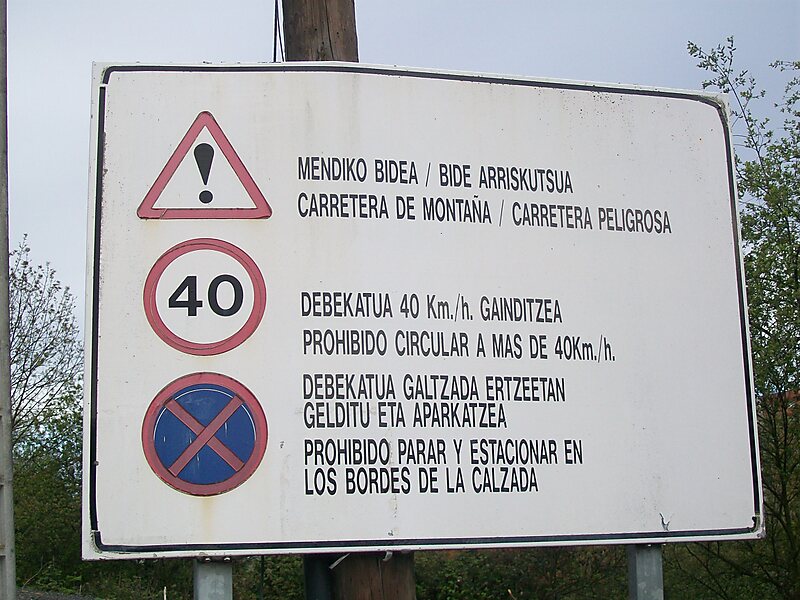 MENDIKO BIDEA / BIDE ARRISKUTSUA
CARRETERA DE MONTAÑA / CARRETERA PELIGROSA
40
DEBEKATUA 40 Km./h. GAINDITZEA
PROHIBIDO CIRCULAR A MAS DE 40Km./h.
DEBEKATUA GALTZADA ERTZEETAN
GELDITU ETA APARKATZEA
PROHIBIDO PARAR Y ESTACIONAR EN
LOS BORDES DE LA CALZADA